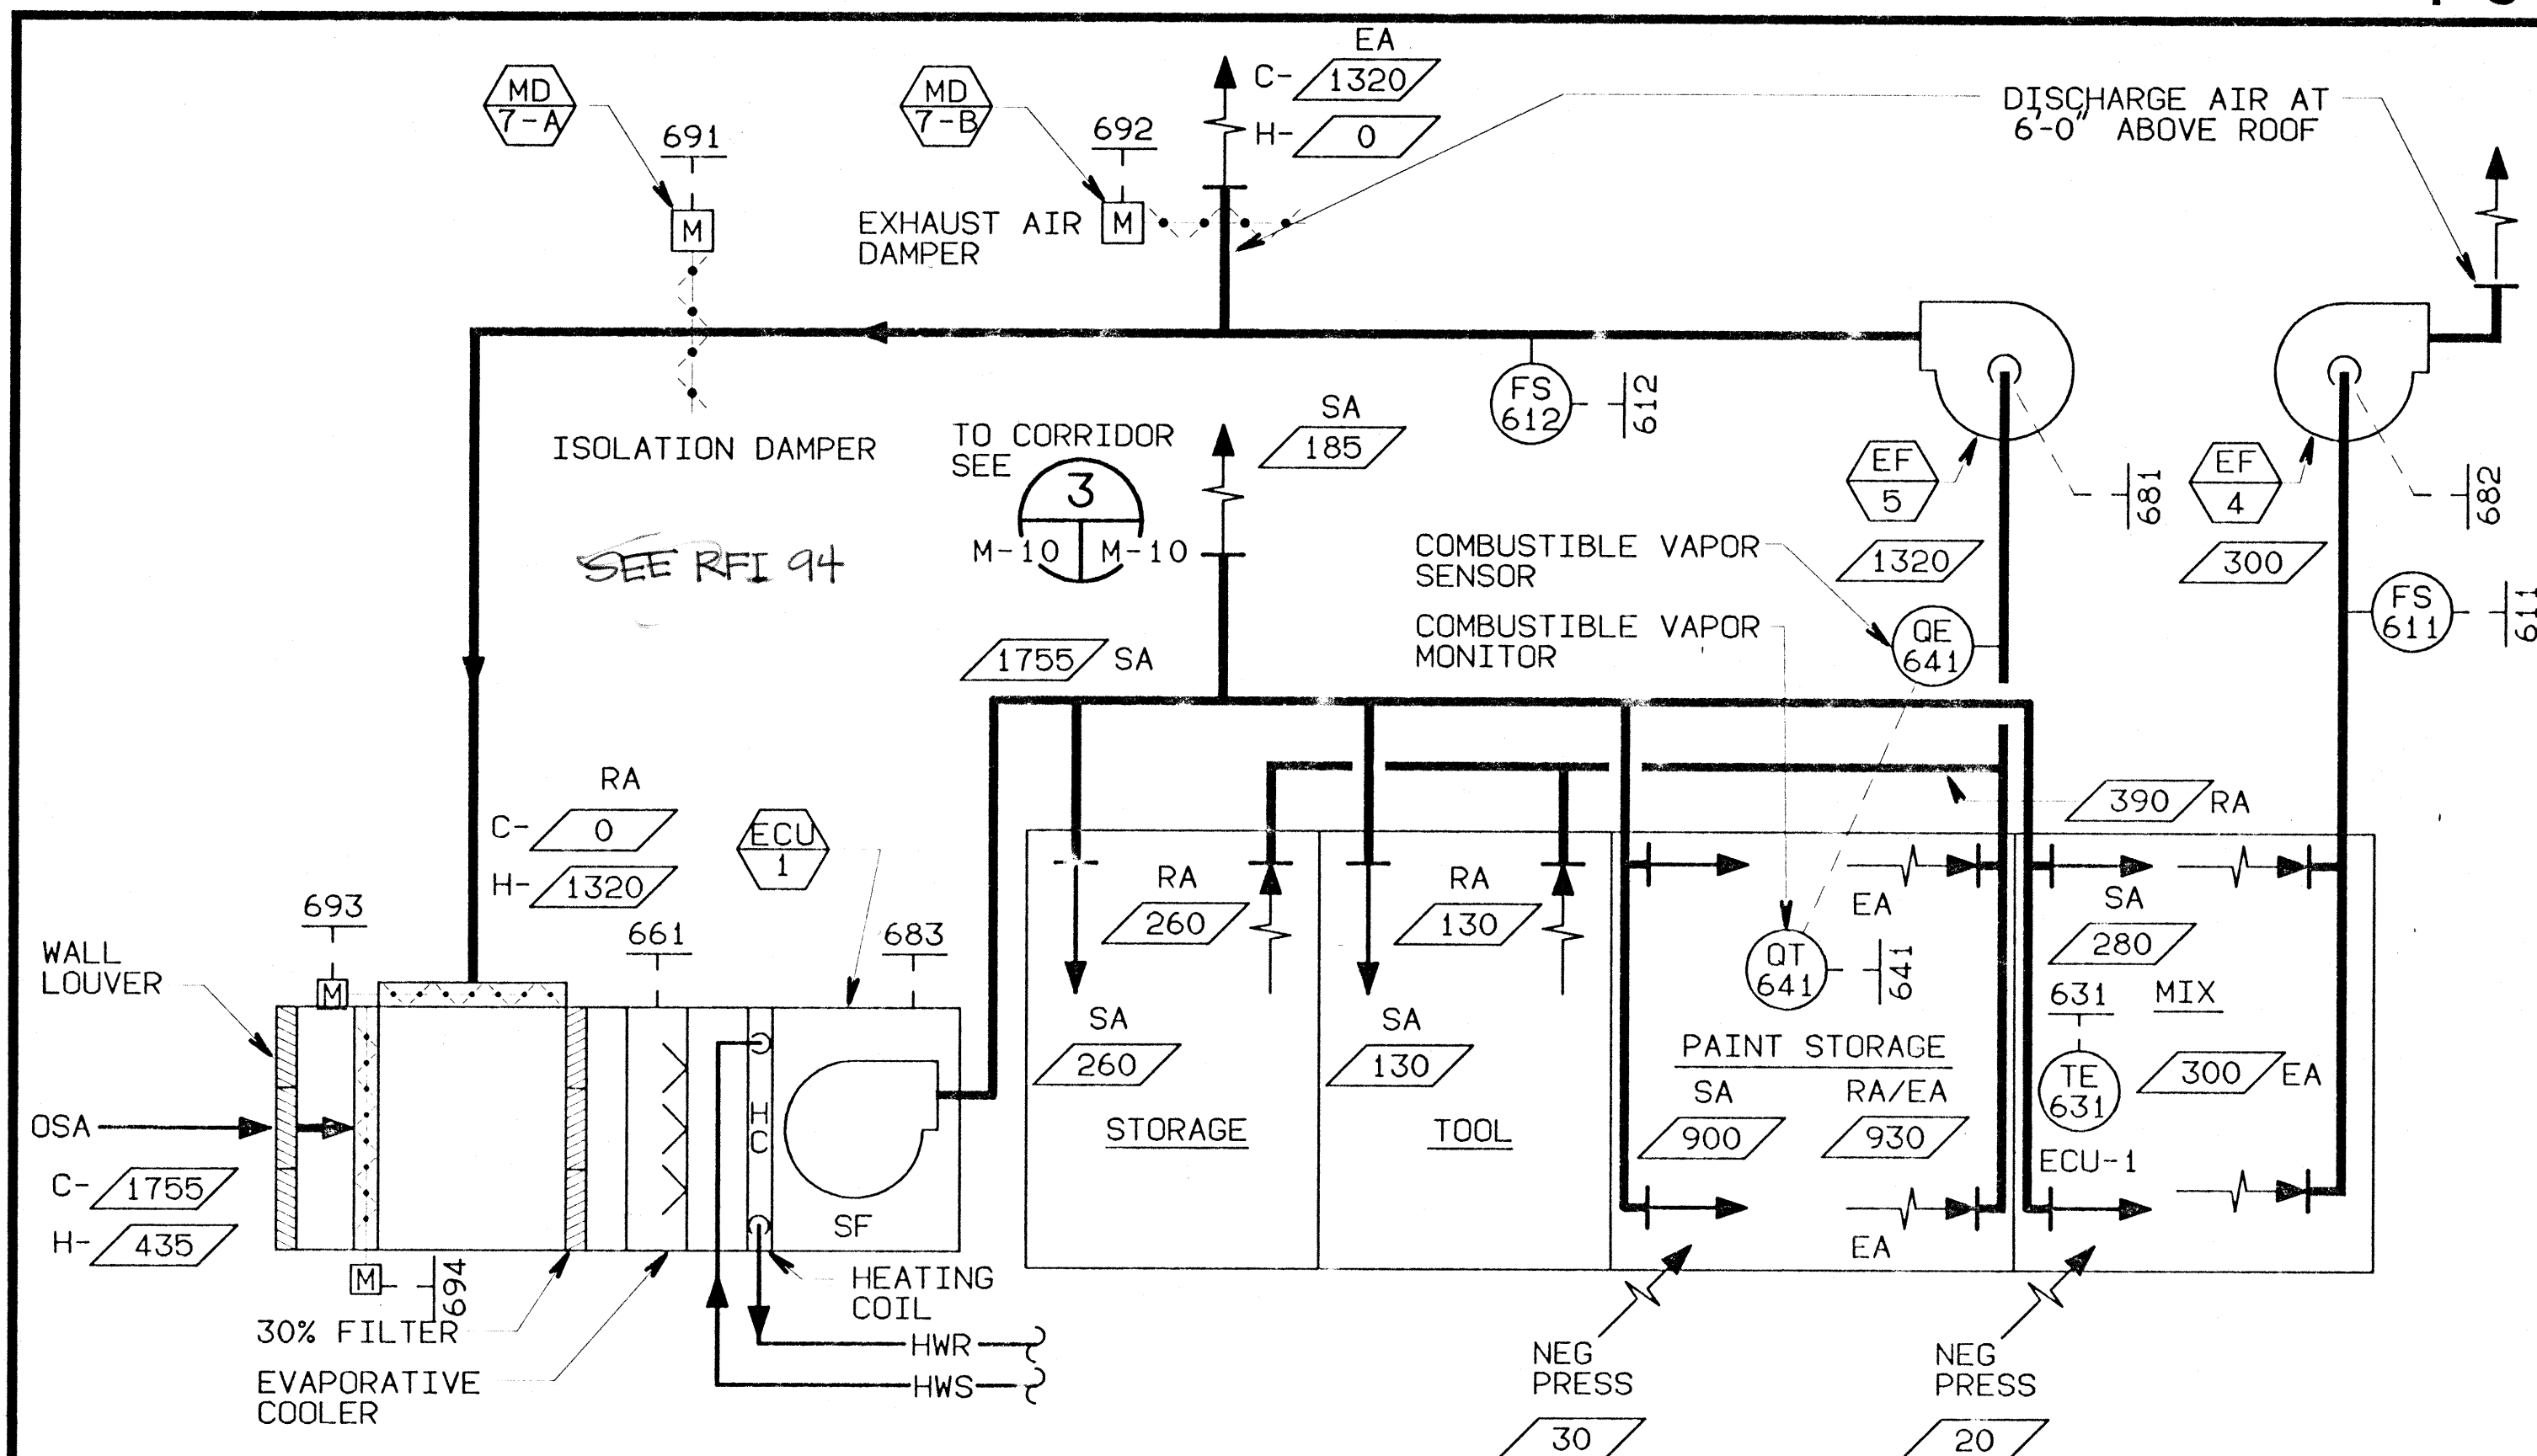 EA
C- 1320
H- 0
MD
7-A
691
M
MD
7-B
692
M
EXHAUST AIR
DAMPER
DISCHARGE AIR AT
6'-0" ABOVE ROOF
ISOLATION DAMPER
SEE RFI 94
TO CORRIDOR
SEE
3
M-10 M-10
SA
185
FS
612
612
EF
5
1320
681
EF
4
300
682
FS
611
611
COMBUSTIBLE VAPOR
SENSOR
COMBUSTIBLE VAPOR
MONITOR
QE
641
1755 SA
RA
C- 0
H- 1320
ECU
1
390 RA
693
M
661
683
WALL
LOUVER
OSA
C- 1755
H- 435
M
694
HC
SF
30% FILTER
EVAPORATIVE
COOLER
HEATING
COIL
HWR
HWS
RA
260
SA
260
STORAGE
RA
130
SA
130
TOOL
EA
QT
641
641
PAINT STORAGE
SA
900
RA/EA
930
EA
SA
280
631
MIX
TE
631
300 EA
ECU-1
NEG
PRESS
30
NEG
PRESS
20